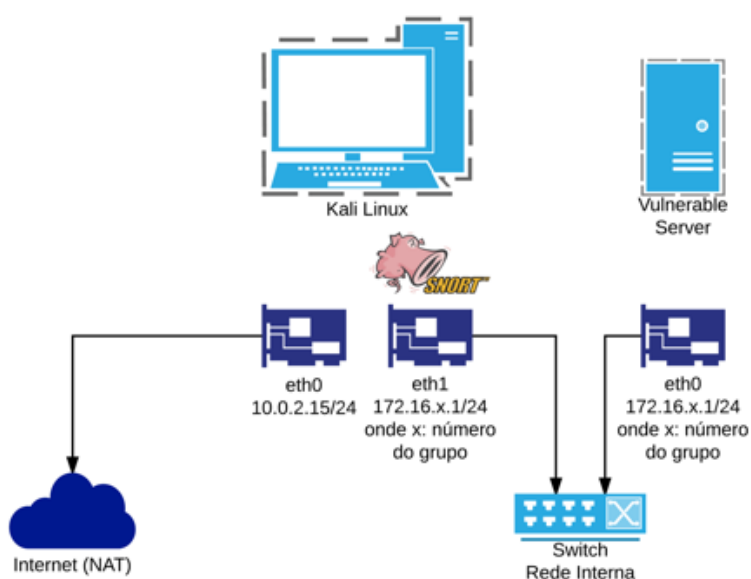 Kali Linux
Vulnerable
Server
SNORT
eth0
10.0.2.15/24
eth1
172.16.x.1/24
onde x: número
do grupo
eth0
172.16.x.1/24
onde x: número
do grupo
Internet (NAT)
Switch
Rede Interna